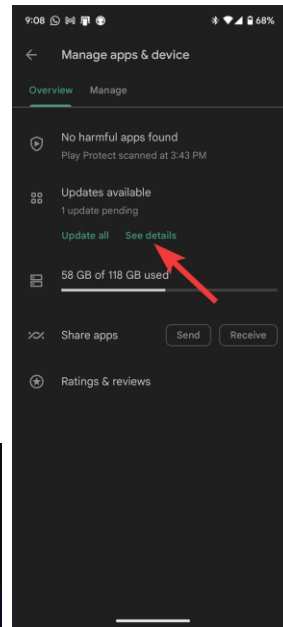 9:08 68%
Manage apps & device
Overview Manage
No harmful apps found
Play Protect scanned at 3:43 PM
Updates available
1 update pending
Update all See details
58 GB of 118 GB used
Share apps Send Receive
Ratings & reviews